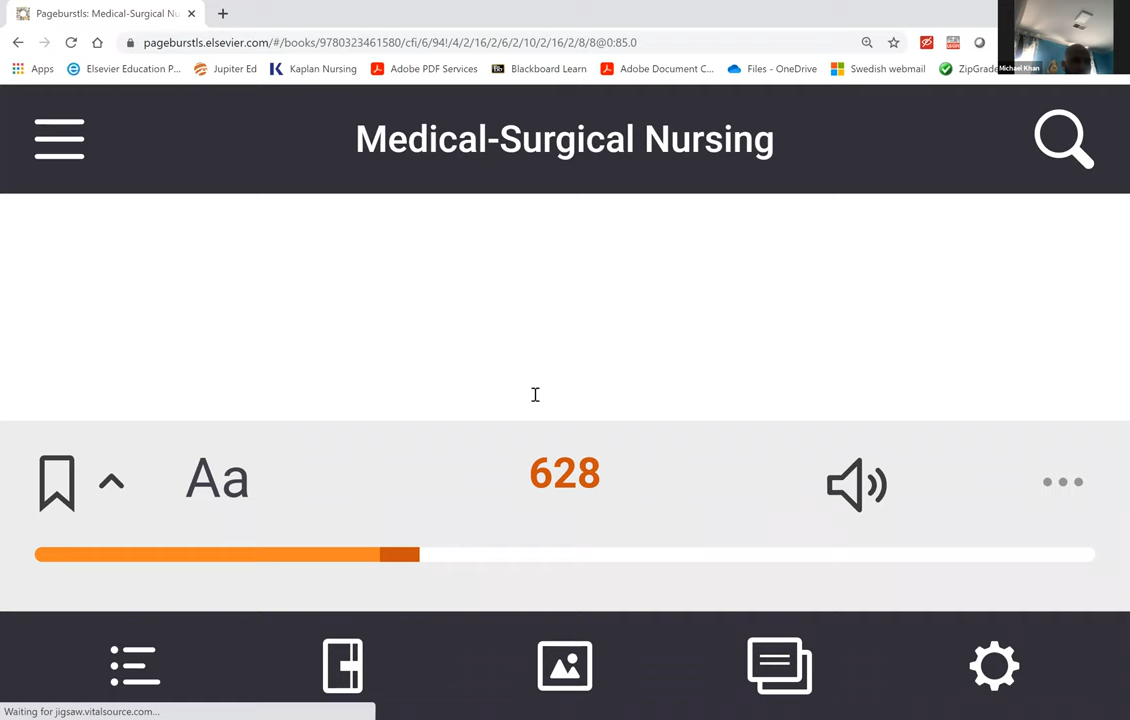 Pageburstls: Medical-Surgical Nu
pageburstls.elsevier.com/#/books/9780323461580/cfi/6/94!/4/2/16/2/6/2/10/2/16/2/8/8@0:85.0
Apps
Elsevier Education P...
Jupiter Ed
Kaplan Nursing
Adobe PDF Services
Blackboard Learn
Adobe Document C...
Files - OneDrive
Swedish webmail
ZipGrade
Michael Khan
Medical-Surgical Nursing
Aa
628
Waiting for jigsaw.vitalsource.com...